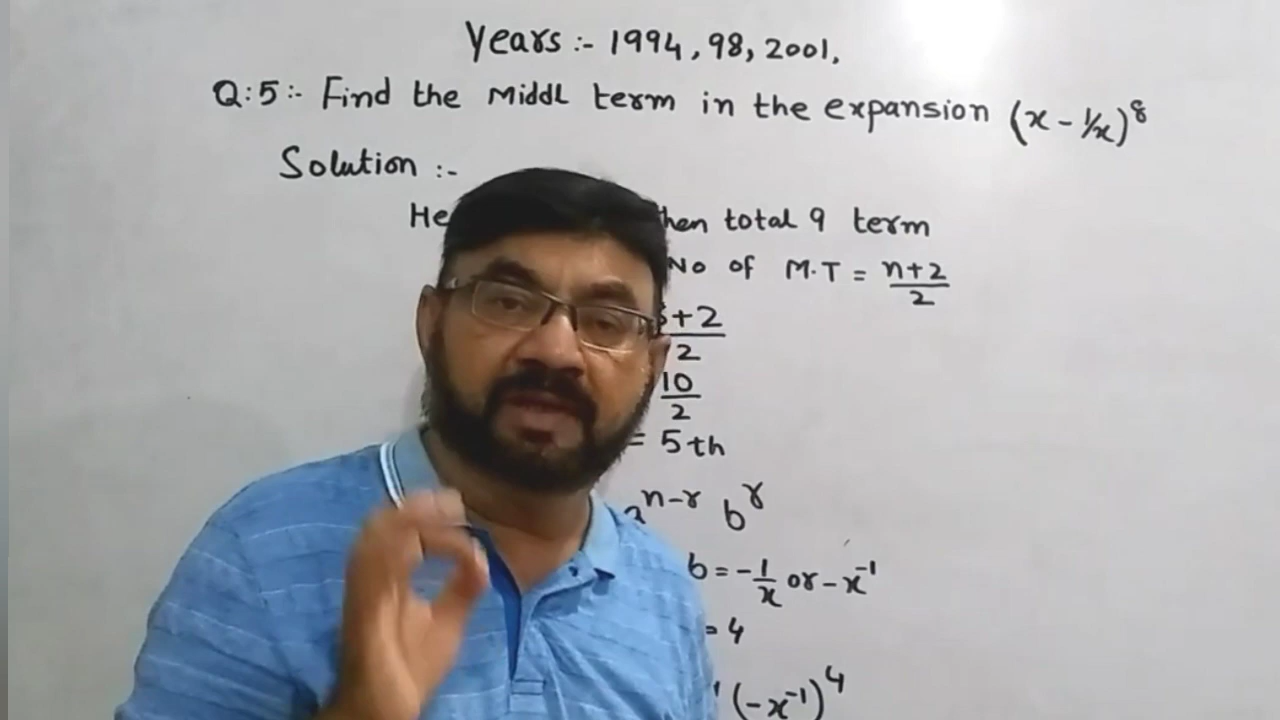 Years :- 1994, 98, 2001,
Q:5:- Find the Middl term in the expansion (x - 1/x)⁸
Solution :-
then total 9 term
No of M.T = n+2/2
+2/2
10/2
= 5th
n-r b^r
b = -1/x or -x⁻¹
= 4
(-x⁻¹)⁴